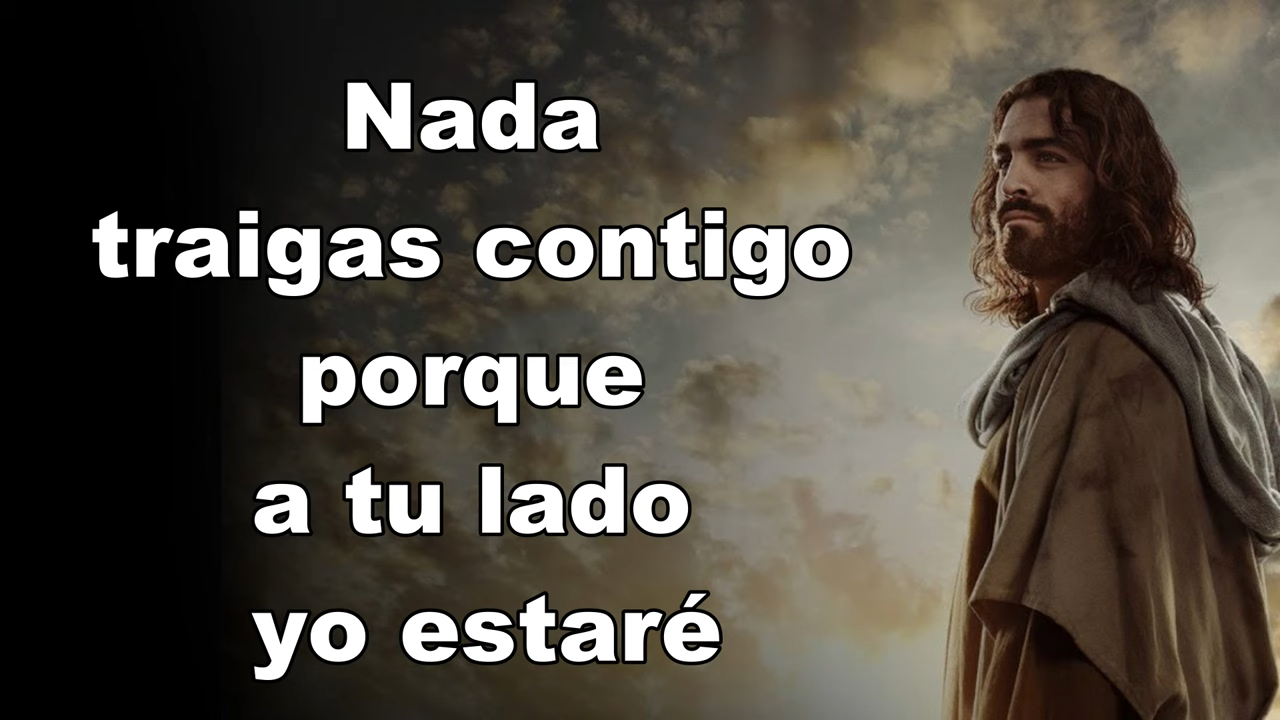 Nada
traigas contigo
porque
a tu lado
yo estaré